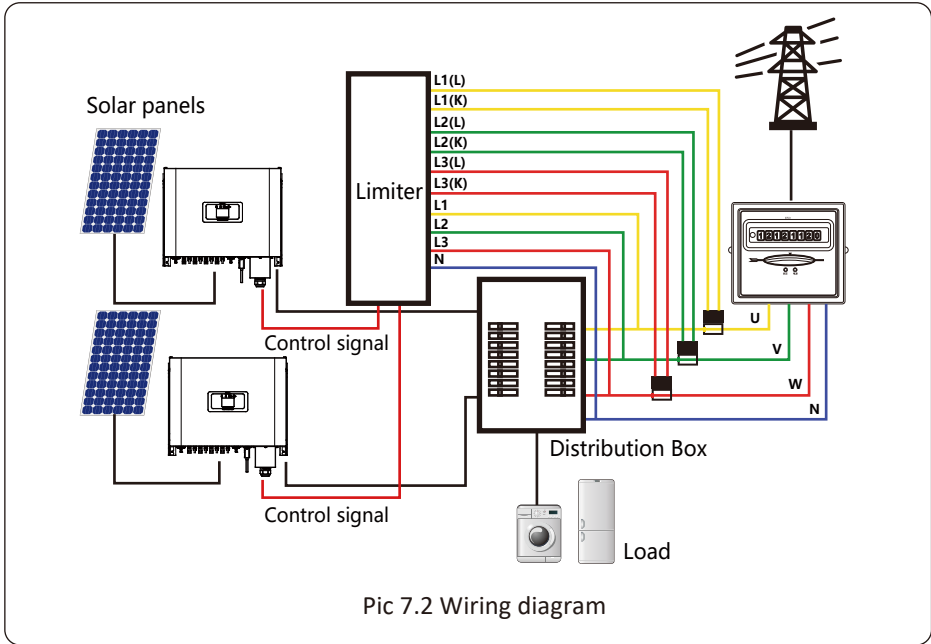 Solar panels
Limiter
L1(L)
L1(K)
L2(L)
L2(K)
L3(L)
L3(K)
L1
L2
L3
N
Control signal
Control signal
12121120
U
V
W
N
Distribution Box
Load
Pic 7.2 Wiring diagram